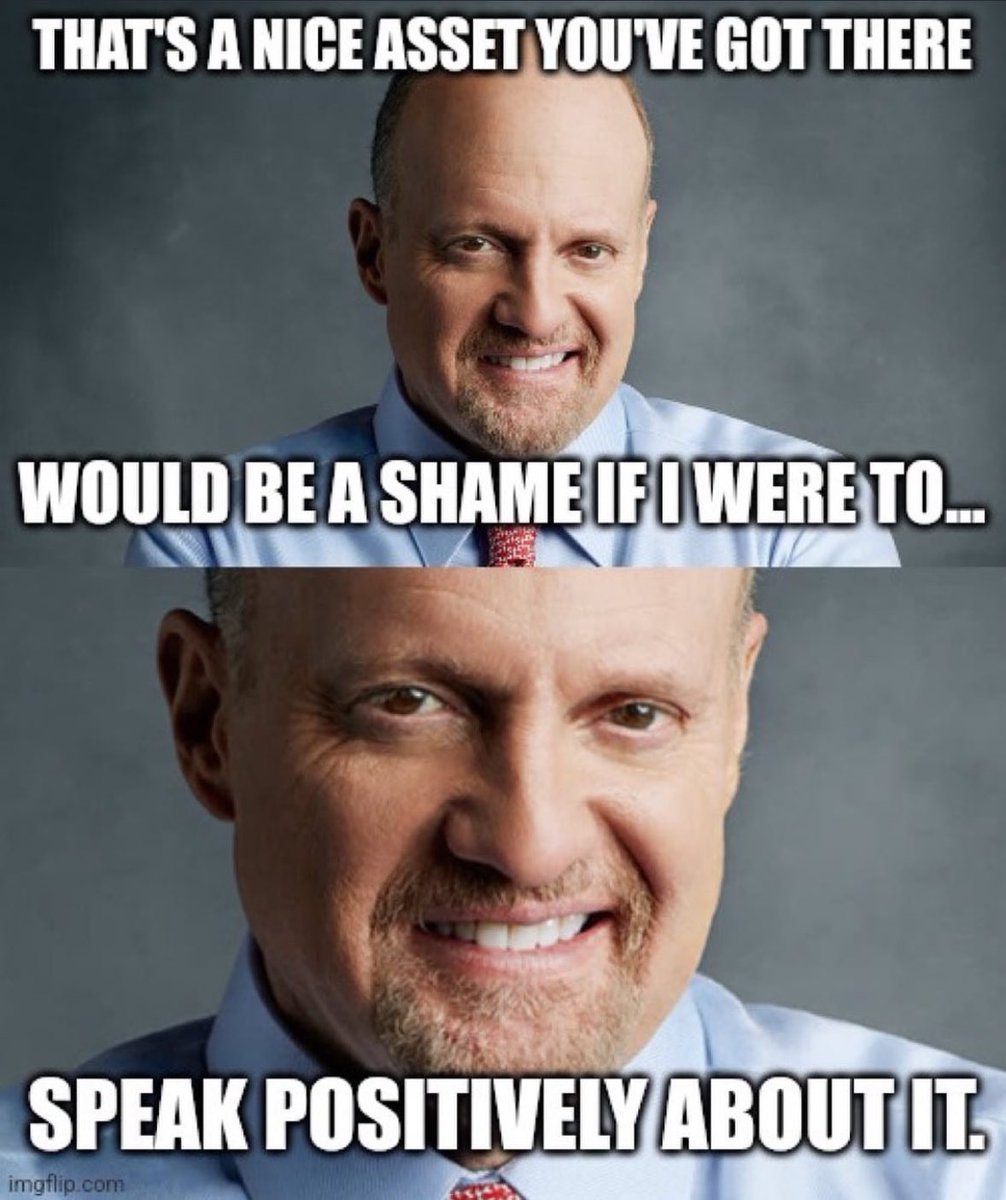 THAT'S A NICE ASSET YOU'VE GOT THERE
WOULD BE A SHAME IF I WERE TO...
SPEAK POSITIVELY ABOUT IT.
imgflip.com